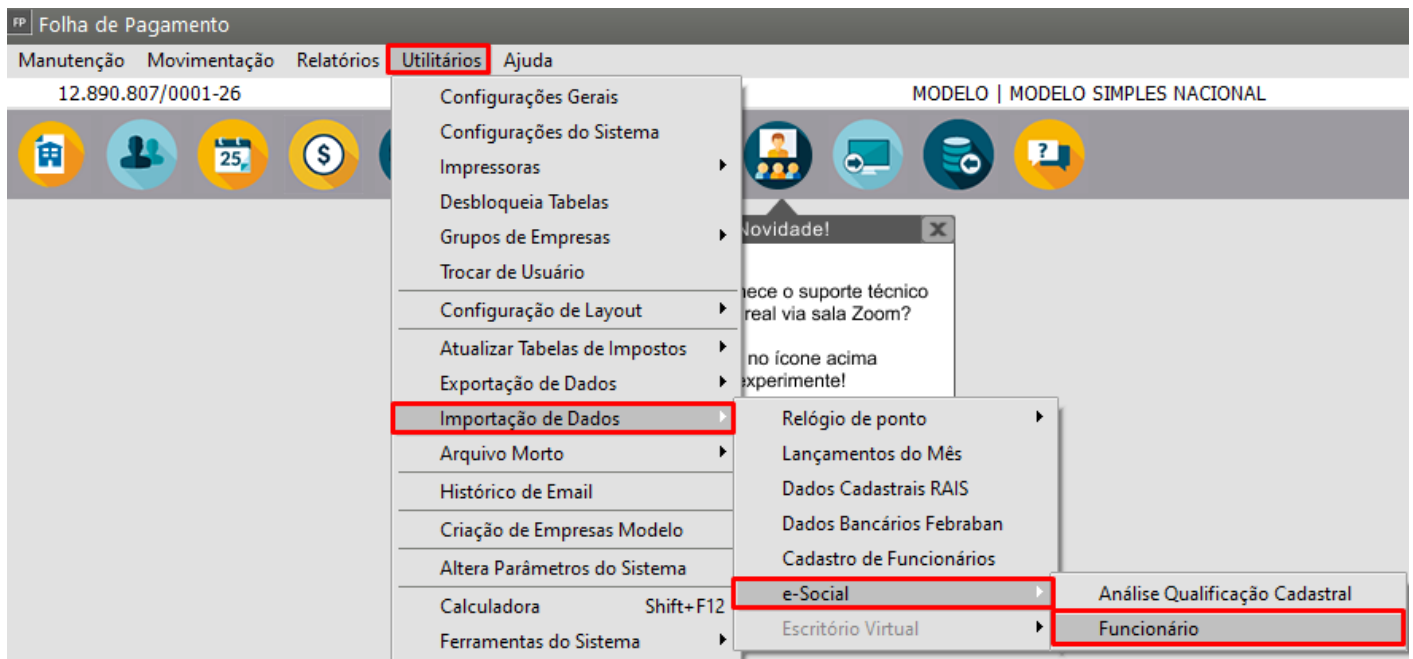 FP Folha de Pagamento
Manutenção Movimentação Relatórios Utilitários Ajuda
12.890.807/0001-26 MODELO | MODELO SIMPLES NACIONAL
25
$
?
Configurações Gerais
Configurações do Sistema
Impressoras
Desbloqueia Tabelas
Grupos de Empresas
Trocar de Usuário
Configuração de Layout
Atualizar Tabelas de Impostos
Exportação de Dados
Importação de Dados
Arquivo Morto
Histórico de Email
Criação de Empresas Modelo
Altera Parâmetros do Sistema
Calculadora Shift+F12
Ferramentas do Sistema
Novidade!
o suporte técnico
real via sala Zoom?
no ícone acima
experimente!
Relógio de ponto
Lançamentos do Mês
Dados Cadastrais RAIS
Dados Bancários Febraban
Cadastro de Funcionários
e-Social
Escritório Virtual
Análise Qualificação Cadastral
Funcionário